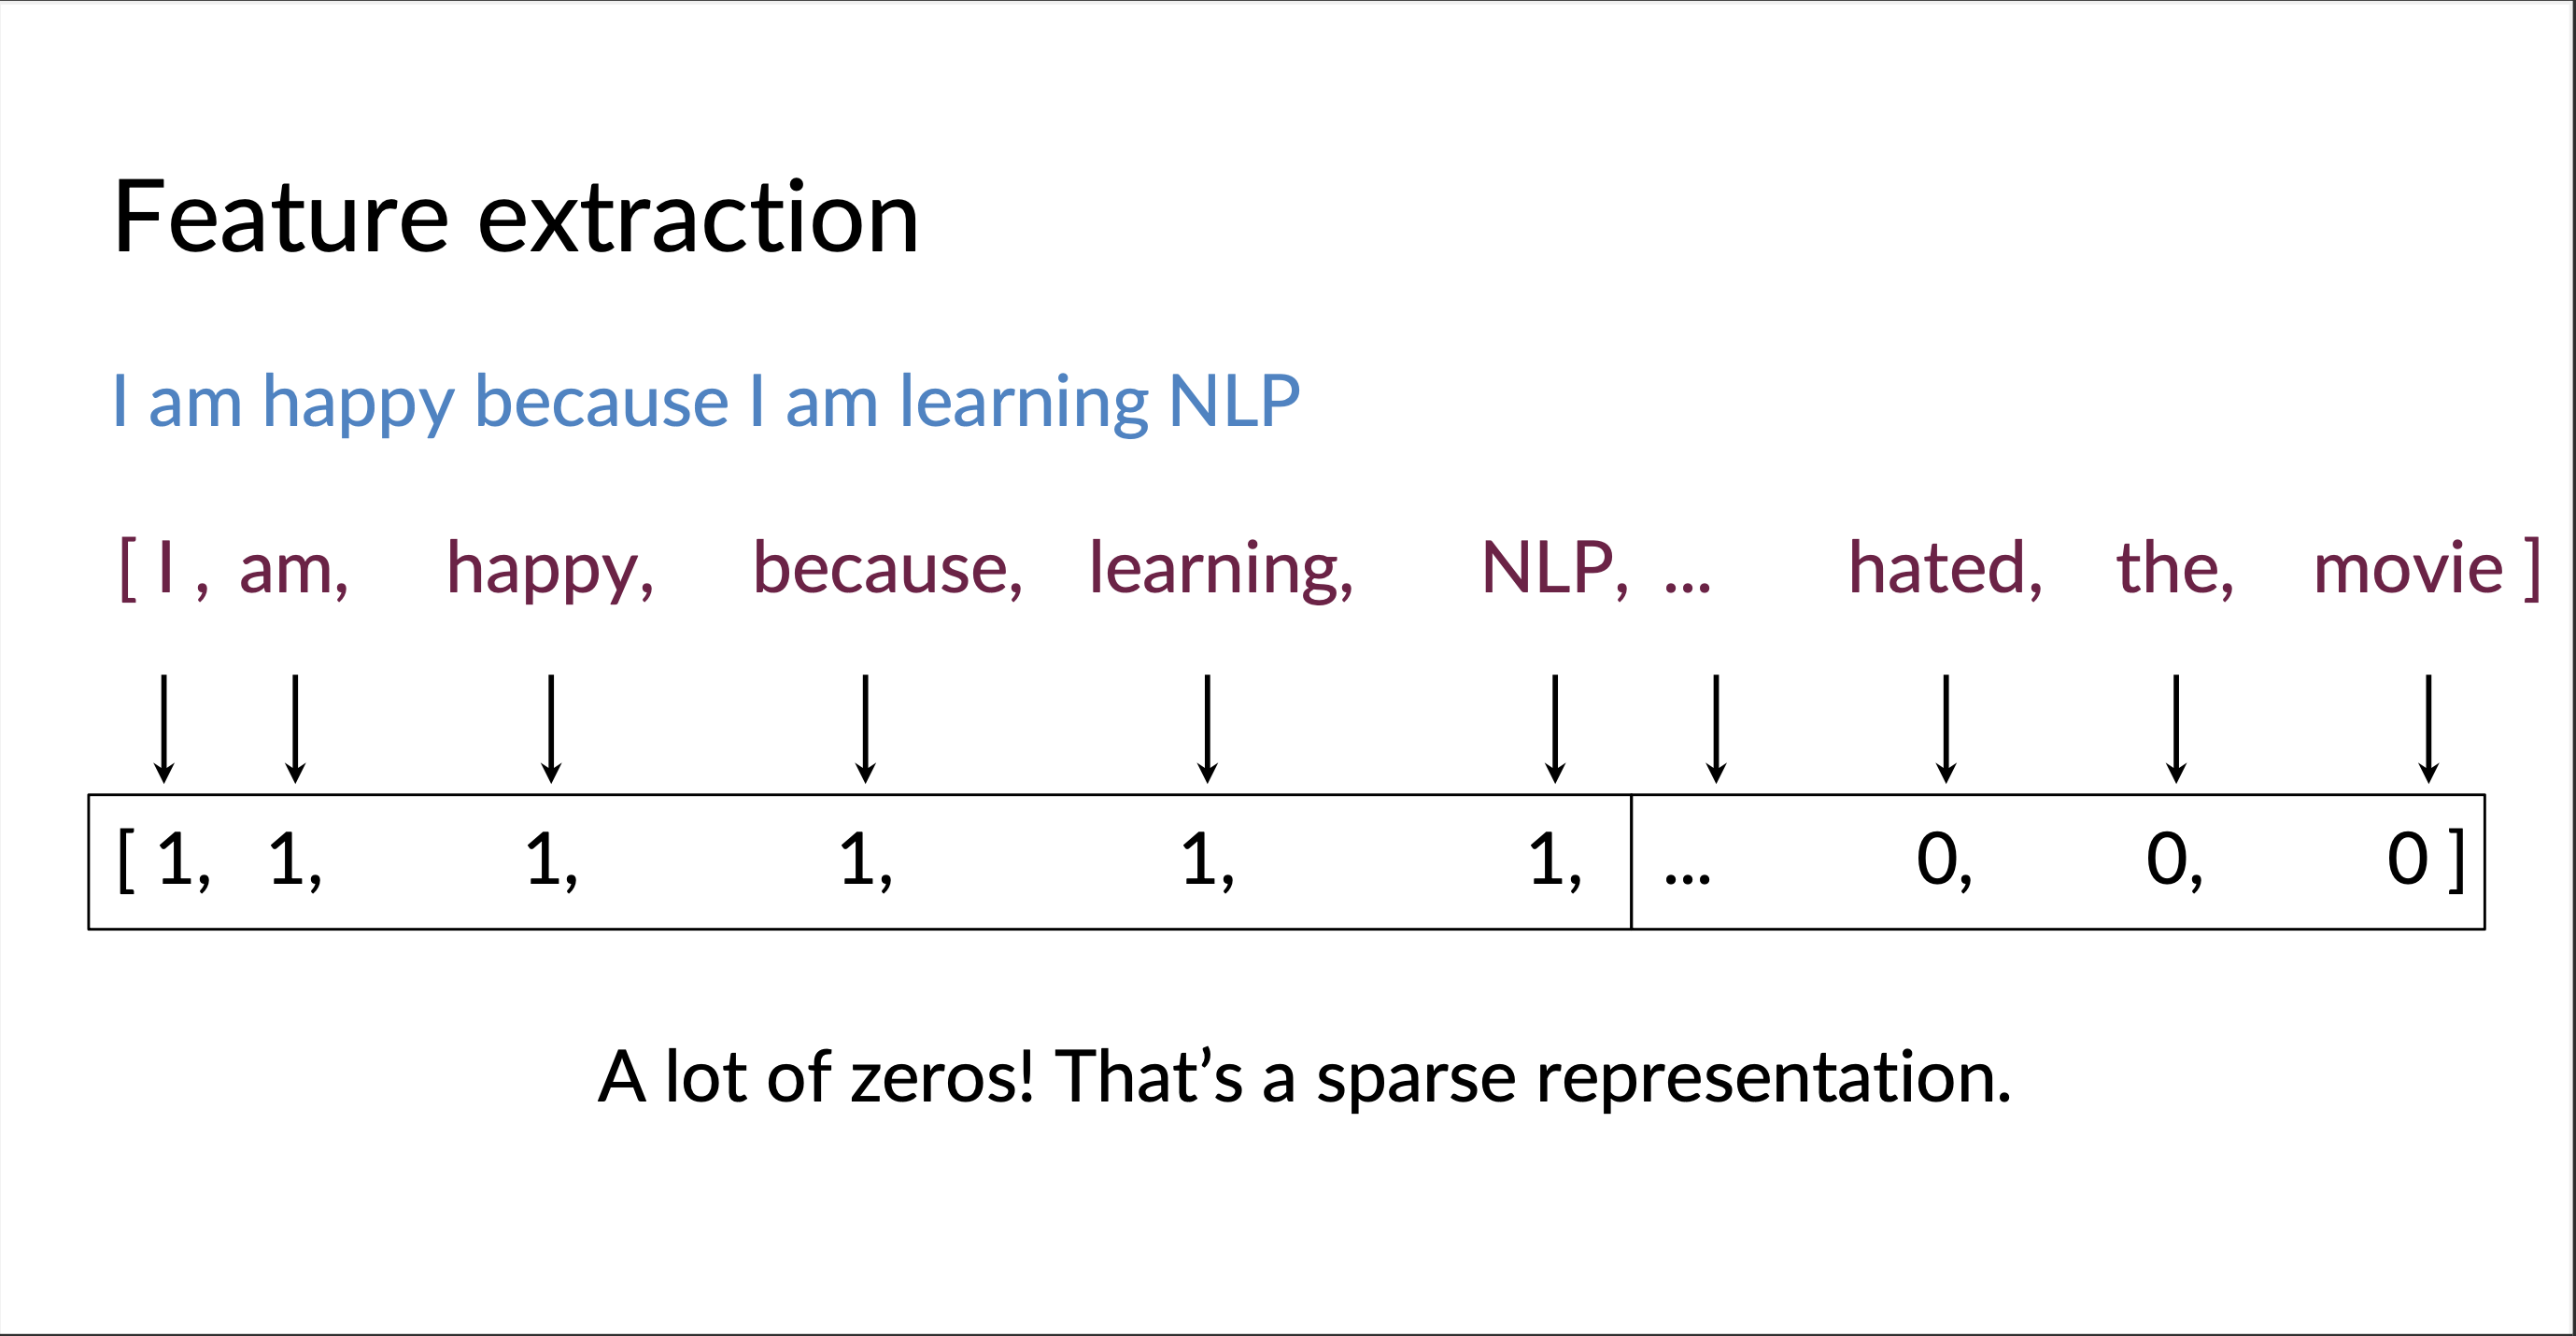 Feature extraction
I am happy because I am learning NLP
[ I , am, happy, because, learning, NLP, ... hated, the, movie ]
[ 1, 1, 1, 1, 1, 1, ... 0, 0, 0 ]
A lot of zeros! That’s a sparse representation.